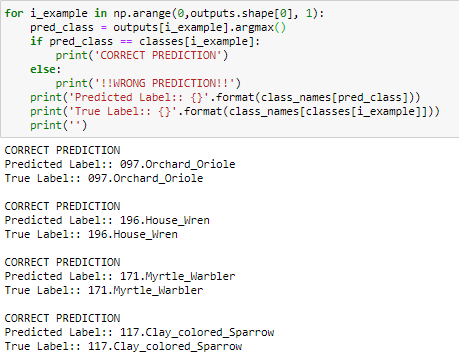 for i_example in np.arange(0,outputs.shape[0], 1):
    pred_class = outputs[i_example].argmax()
    if pred_class == classes[i_example]:
        print('CORRECT PREDICTION')
    else:
        print('!!WRONG PREDICTION!!')
    print('Predicted Label:: {}'.format(class_names[pred_class]))
    print('True Label:: {}'.format(class_names[classes[i_example]]))
    print('')
CORRECT PREDICTION
Predicted Label:: 097.Orchard_Oriole
True Label:: 097.Orchard_Oriole

CORRECT PREDICTION
Predicted Label:: 196.House_Wren
True Label:: 196.House_Wren

CORRECT PREDICTION
Predicted Label:: 171.Myrtle_Warbler
True Label:: 171.Myrtle_Warbler

CORRECT PREDICTION
Predicted Label:: 117.Clay_colored_Sparrow
True Label:: 117.Clay_colored_Sparrow